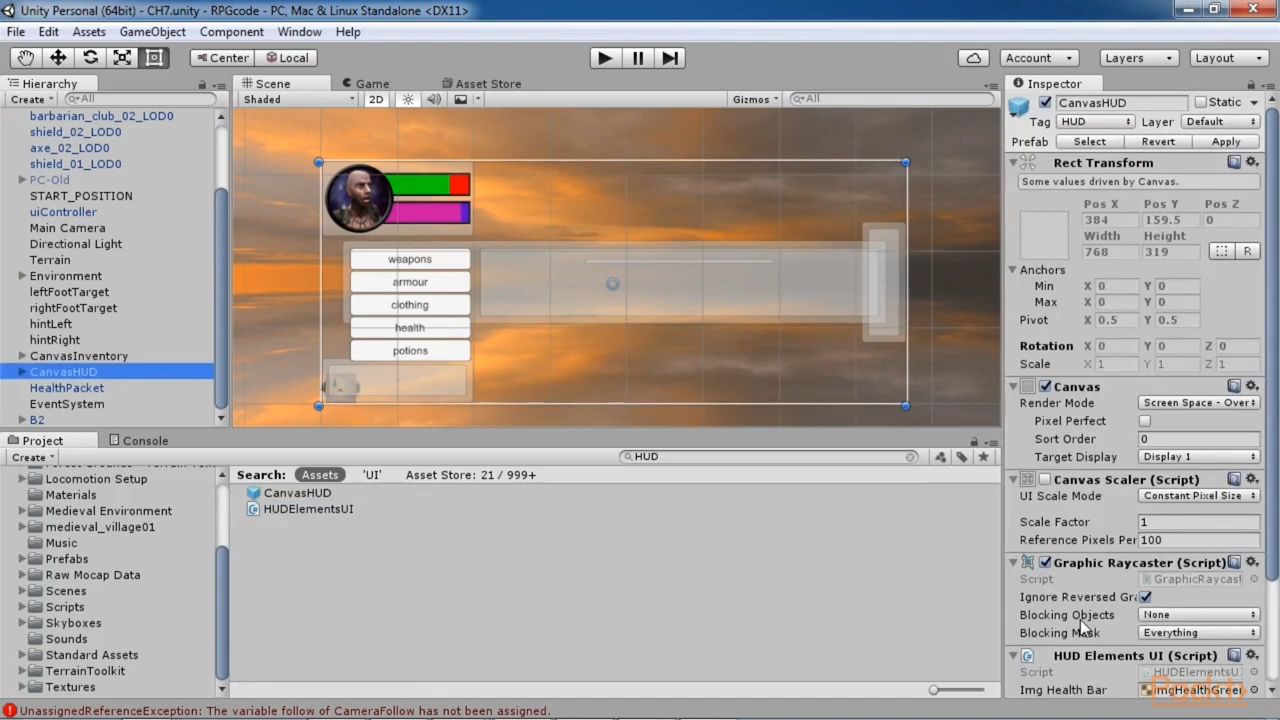 Unity Personal (64bit) - CH7.unity - RPGcode - PC, Mac & Linux Standalone <DX11>
File Edit Assets GameObject Component Window Help
Center Local Account Layers Layout
Hierarchy
Create All
barbarian_club_02_LOD0
shield_02_LOD0
axe_02_LOD0
shield_01_LOD0
PC-Old
START_POSITION
uiController
Main Camera
Directional Light
Terrain
Environment
leftFootTarget
rightFootTarget
hintLeft
hintRight
CanvasInventory
CanvasHUD
HealthPacket
EventSystem
B2
Scene Game Asset Store
Shaded 2D Gizmos All
weapons
armour
clothing
health
potions
Inspector
CanvasHUD Static
Tag HUD Layer Default
Prefab Select Revert Apply
Rect Transform
Some values driven by Canvas.
Pos X Pos Y Pos Z
384 159.5 0
Width Height
768 319
R
Anchors
Min X 0 Y 0
Max X 0 Y 0
Pivot X 0.5 Y 0.5
Rotation X 0 Y 0 Z 0
Scale X 1 Y 1 Z 1
Canvas
Render Mode Screen Space - Over
Pixel Perfect
Sort Order 0
Target Display Display 1
Canvas Scaler (Script)
UI Scale Mode Constant Pixel Size
Scale Factor 1
Reference Pixels Per 100
Graphic Raycaster (Script)
Script GraphicRaycast
Ignore Reversed Gra
Blocking Objects None
Blocking Mask Everything
HUD Elements UI (Script)
Script HUDElementsU
Img Health Bar imgHealthGreen
Packt
Project Console
Create HUD
Locomotion Setup
Materials
Medieval Environment
medieval_village01
Music
Prefabs
Raw Mocap Data
Scenes
Scripts
Skyboxes
Sounds
Standard Assets
TerrainToolkit
Textures
Search: Assets 'UI' Asset Store: 21 / 999+
CanvasHUD
HUDElementsUI
UnassignedReferenceException: The variable follow of CameraFollow has not been assigned.